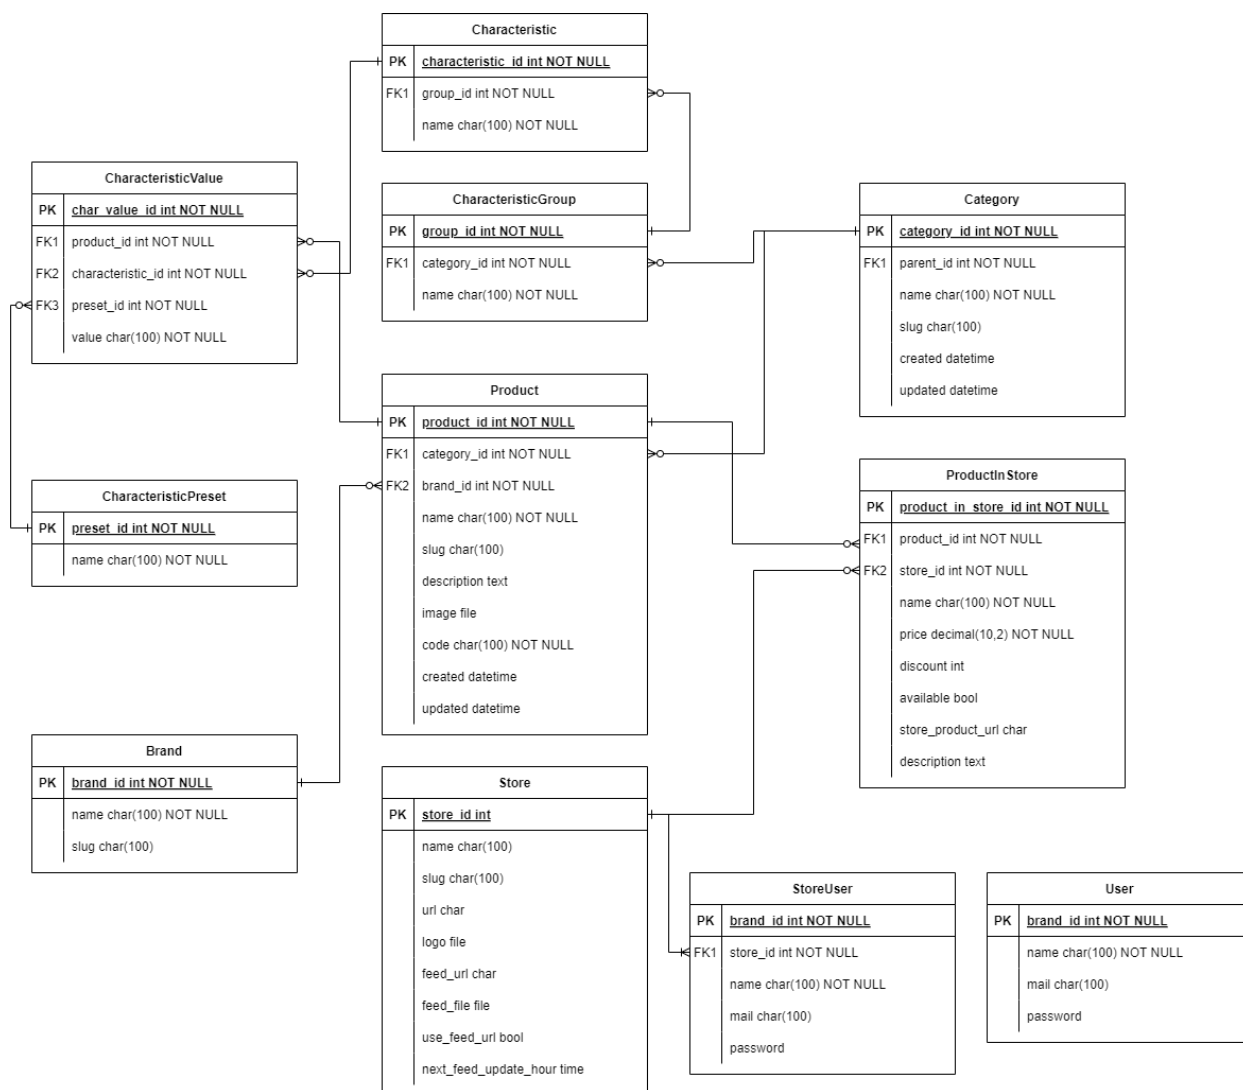 Characteristic
PK characteristic_id int NOT NULL
FK1 group_id int NOT NULL
name char(100) NOT NULL
CharacteristicValue
PK char_value_id int NOT NULL
FK1 product_id int NOT NULL
FK2 characteristic_id int NOT NULL
FK3 preset_id int NOT NULL
value char(100) NOT NULL
CharacteristicGroup
PK group_id int NOT NULL
FK1 category_id int NOT NULL
name char(100) NOT NULL
Category
PK category_id int NOT NULL
FK1 parent_id int NOT NULL
name char(100) NOT NULL
slug char(100)
created datetime
updated datetime
Product
PK product_id int NOT NULL
FK1 category_id int NOT NULL
FK2 brand_id int NOT NULL
name char(100) NOT NULL
slug char(100)
description text
image file
code char(100) NOT NULL
created datetime
updated datetime
CharacteristicPreset
PK preset_id int NOT NULL
name char(100) NOT NULL
ProductInStore
PK product_in_store_id int NOT NULL
FK1 product_id int NOT NULL
FK2 store_id int NOT NULL
name char(100) NOT NULL
price decimal(10,2) NOT NULL
discount int
available bool
store_product_url char
description text
Brand
PK brand_id int NOT NULL
name char(100) NOT NULL
slug char(100)
Store
PK store_id int
name char(100)
slug char(100)
url char
logo file
feed_url char
feed_file file
use_feed_url bool
next_feed_update_hour time
StoreUser
PK brand_id int NOT NULL
FK1 store_id int NOT NULL
name char(100) NOT NULL
mail char(100)
password
User
PK brand_id int NOT NULL
name char(100) NOT NULL
mail char(100)
password